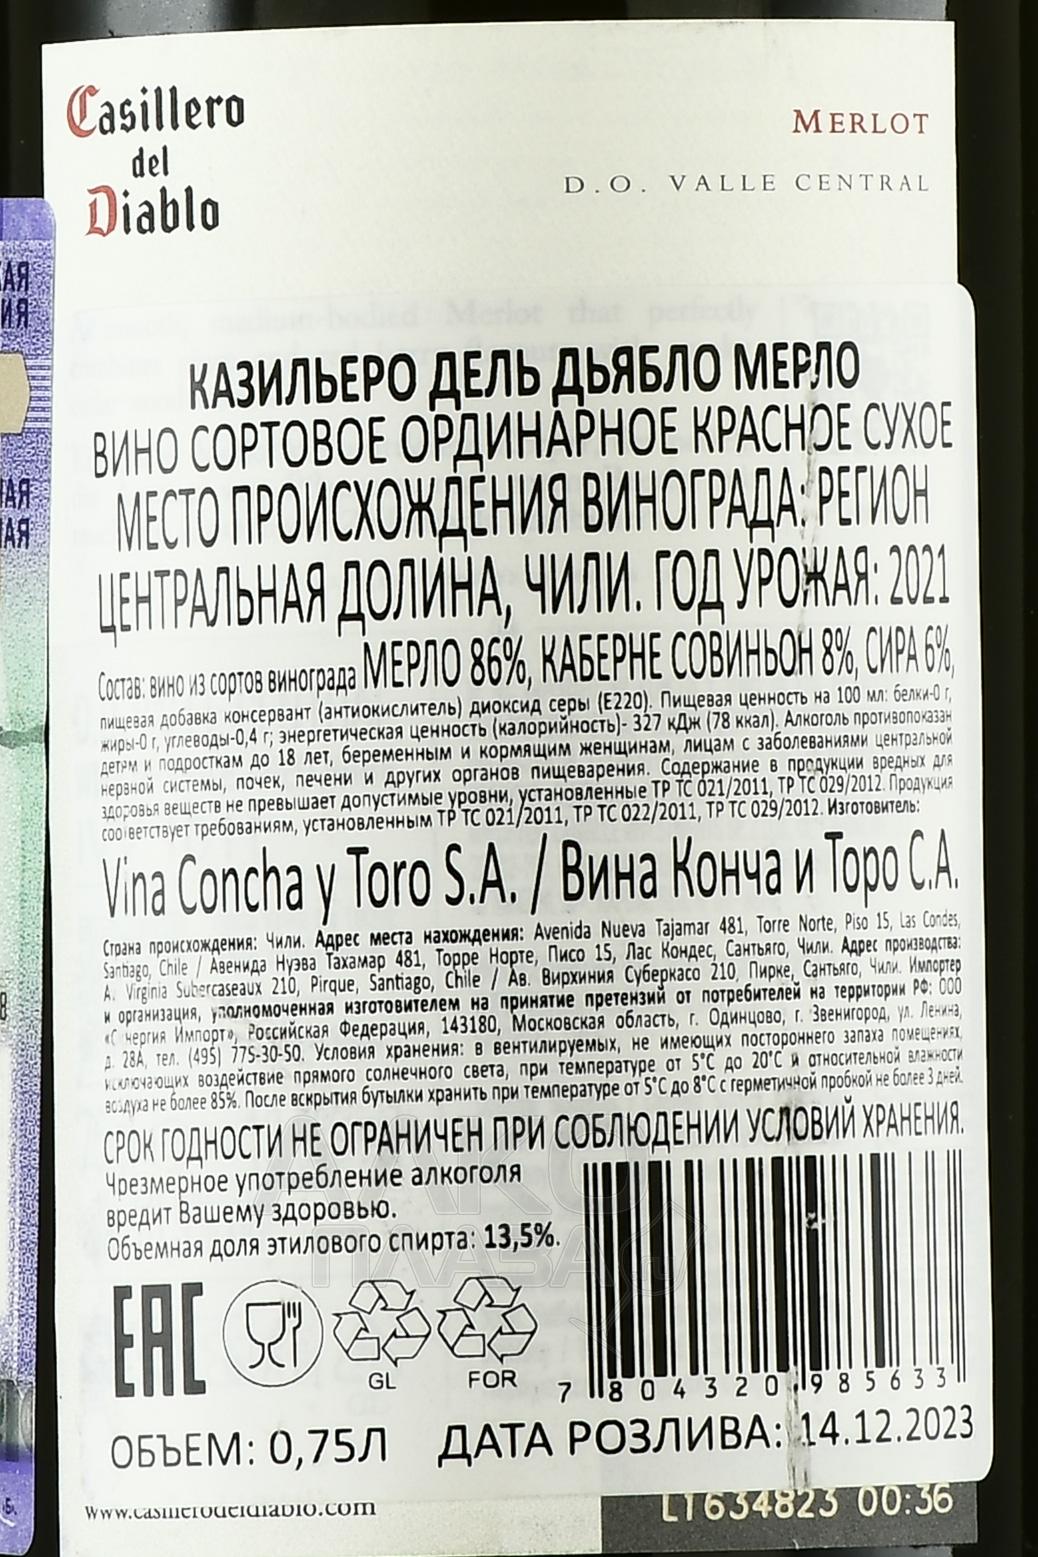 Casillero
del
Diablo
MERLOT
D.O. VALLE CENTRAL
КАЗИЛЬЕРО ДЕЛЬ ДЬЯБЛО МЕРЛО
ВИНО СОРТОВОЕ ОРДИНАРНОЕ КРАСНОЕ СУХОЕ
МЕСТО ПРОИСХОЖДЕНИЯ ВИНОГРАДА: РЕГИОН
ЦЕНТРАЛЬНАЯ ДОЛИНА, ЧИЛИ. ГОД УРОЖАЯ: 2021
Состав: вино из сортов винограда МЕРЛО 86%, КАБЕРНЕ СОВИНЬОН 8%, СИРА 6%,
пищевая добавка консервант (антиокислитель) диоксид серы (Е220). Пищевая ценность на 100 мл: белки-0 г,
жиры-0 г, углеводы-0,4 г; энергетическая ценность (калорийность)- 327 кДж (78 ккал). Алкоголь противопоказан
детям и подросткам до 18 лет, беременным и кормящим женщинам, лицам с заболеваниями центральной
нервной системы, почек, печени и других органов пищеварения. Содержание в продукции вредных для
здоровья веществ не превышает допустимые уровни, установленные ТР ТС 021/2011, ТР ТС 029/2012. Продукция
соответствует требованиям, установленным ТР ТС 021/2011, ТР ТС 022/2011, ТР ТС 029/2012. Изготовитель:
Vina Concha y Toro S.A. / Вина Конча и Торо С.А.
Страна происхождения: Чили. Адрес места нахождения: Avenida Nueva Tajamar 481, Torre Norte, Piso 15, Las Condes,
Santiago, Chile / Авенида Нуэва Тахамар 481, Торре Норте, Писо 15, Лас Кондес, Сантьяго, Чили. Адрес производства:
A. Virginia Subercaseaux 210, Pirque, Santiago, Chile / Ав. Вирхиния Суберкасо 210, Пирке, Сантьяго, Чили. Импортер
и организация, уполномоченная изготовителем на принятие претензий от потребителей на территории РФ: ООО
«Синергия Импорт», Российская Федерация, 143180, Московская область, г. Одинцово, г. Звенигород, ул. Ленина,
д. 28А, тел. (495) 775-30-50. Условия хранения: в вентилируемых, не имеющих постороннего запаха помещениях,
исключающих воздействие прямого солнечного света, при температуре от 5°С до 20°С и относительной влажности
воздуха не более 85%. После вскрытия бутылки хранить при температуре от 5°С до 8°С с герметичной пробкой не более 3 дней.
СРОК ГОДНОСТИ НЕ ОГРАНИЧЕН ПРИ СОБЛЮДЕНИИ УСЛОВИЙ ХРАНЕНИЯ.
Чрезмерное употребление алкоголя
вредит Вашему здоровью.
Объемная доля этилового спирта: 13,5%.
EAC
GL
FOR
7 804320 985633
ОБЪЕМ: 0,75Л
ДАТА РОЗЛИВА: 14.12.2023
www.casillerodeldiablo.com
LT634823 00:36
АЛКО
ПЛАЗА